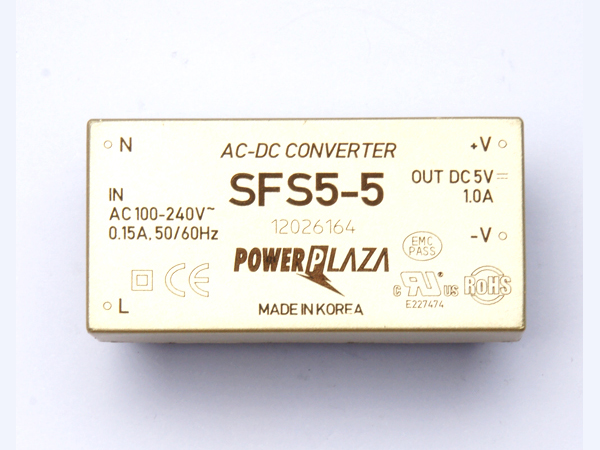 N
AC-DC CONVERTER
+V
SFS5-5
OUT DC 5V⎓
1.0A
IN
AC 100-240V~
0.15A, 50/60Hz
12026164
-V
EMC
PASS
POWERPLAZA
CE
c RU® US
RoHS
E227474
L
MADE IN KOREA